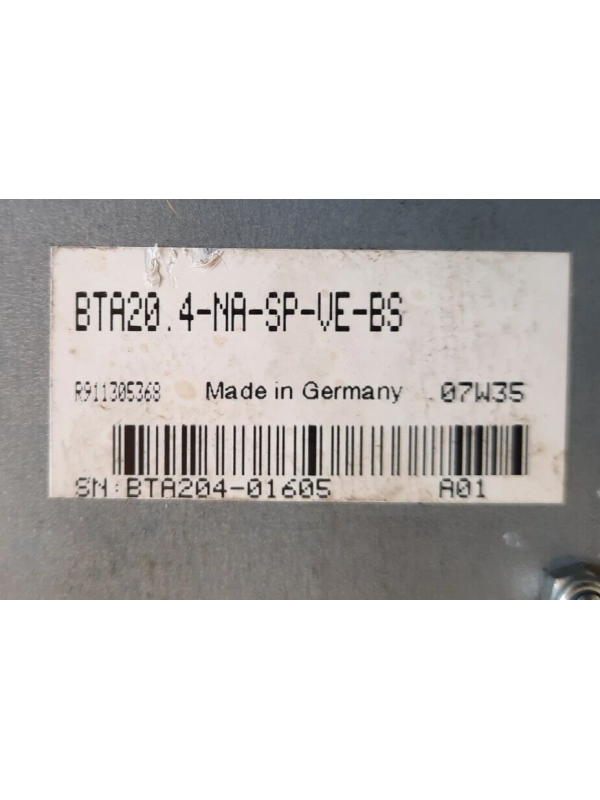 BTA20.4-NA-SP-VE-BS
R911305368 Made in Germany 07W35
SN:BTA204-01605 A01